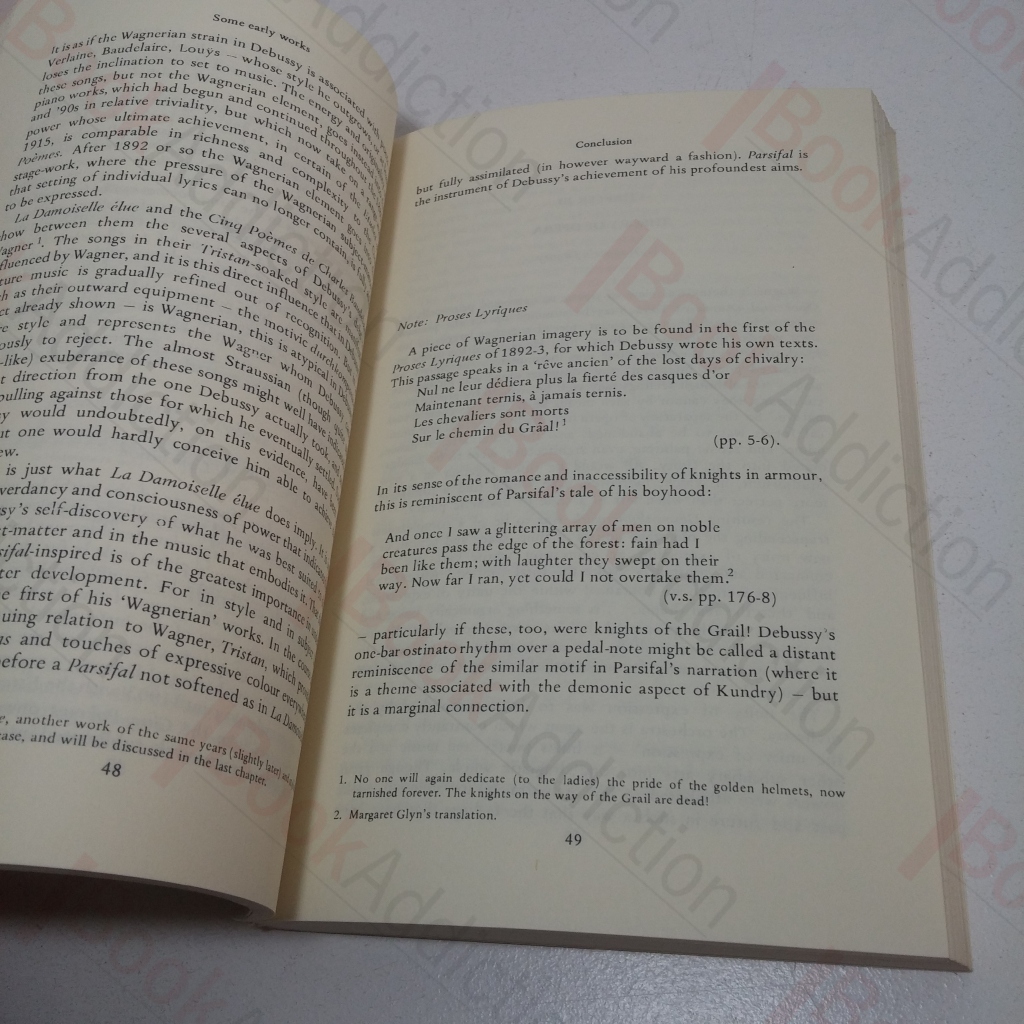 Some early works
It is as if the Wagnerian strain in Debussy is associated with
Verlaine, Baudelaire, Louÿs — whose style he outgrows
loses the inclination to set to music. The energy and
these songs, but not the Wagnerian element, goes
piano works, which had begun and continued through
and '90s in relative triviality, but which now take on
power whose ultimate achievement, in certain of the
1915, is comparable in richness and complexity to the
Poèmes. After 1892 or so the Wagnerian element goes
stage-work, where the pressure of the Wagnerian subject
that setting of individual lyrics can no longer contain, is
to be expressed.
La Damoiselle élue and the Cinq Poèmes de Charles
show between them the several aspects of Debussy's
Wagner 1. The songs in their Tristan-soaked style are
fluenced by Wagner, and it is this direct influence that in
ture music is gradually refined out of recognition. But
h as their outward equipment — the motivic
ct already shown — is Wagnerian, this is atypical in
e style and represents the Wagner whom Debussy
ously to reject. The almost Straussian (though
-like) exuberance of these songs might well have
t direction from the one Debussy actually took, and
pulling against those for which he eventually settled.
y would undoubtedly, on this evidence, have
ut one would hardly conceive him able to achieve
ew.
is just what La Damoiselle élue does imply. It
verdancy and consciousness of power that
sy's self-discovery of what he was best suited to
t-matter and in the music that embodies it. The
sifal-inspired is of the greatest importance in
ter development. For in style and in subject
e first of his 'Wagnerian' works. In the
uing relation to Wagner, Tristan, which
us and touches of expressive colour
before a Parsifal not softened as in La
e, another work of the same years (slightly later)
ease, and will be discussed in the last chapter.
48
Conclusion
but fully assimilated (in however wayward a fashion). Parsifal is
the instrument of Debussy's achievement of his profoundest aims.
Note: Proses Lyriques
A piece of Wagnerian imagery is to be found in the first of the
Proses Lyriques of 1892-3, for which Debussy wrote his own texts.
This passage speaks in a 'rêve ancien' of the lost days of chivalry:
Nul ne leur dédiera plus la fierté des casques d'or
Maintenant ternis, à jamais ternis.
Les chevaliers sont morts
Sur le chemin du Grâal!1
(pp. 5-6).
In its sense of the romance and inaccessibility of knights in armour,
this is reminiscent of Parsifal's tale of his boyhood:
And once I saw a glittering array of men on noble
creatures pass the edge of the forest: fain had I
been like them; with laughter they swept on their
way. Now far I ran, yet could I not overtake them.2
(v.s. pp. 176-8)
— particularly if these, too, were knights of the Grail! Debussy's
one-bar ostinato rhythm over a pedal-note might be called a distant
reminiscence of the similar motif in Parsifal's narration (where it
is a theme associated with the demonic aspect of Kundry) — but
it is a marginal connection.
1. No one will again dedicate (to the ladies) the pride of the golden helmets, now
tarnished forever. The knights on the way of the Grail are dead!
2. Margaret Glyn's translation.
49
BookAddiction